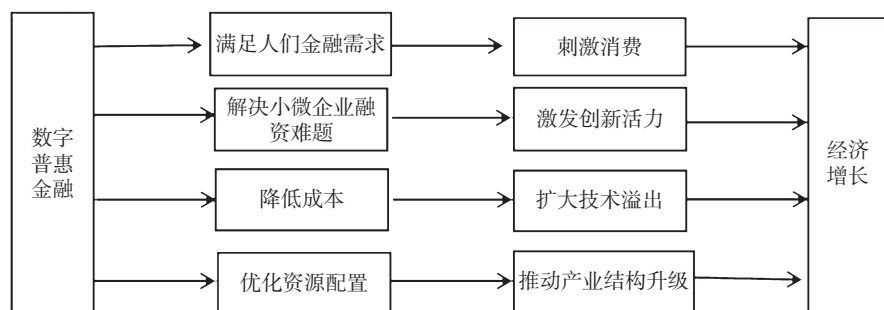 数字
普惠
金融
满足人们金融需求
刺激消费
解决小微企业融
资难题
激发创新活力
降低成本
扩大技术溢出
优化资源配置
推动产业结构升级
经济
增长